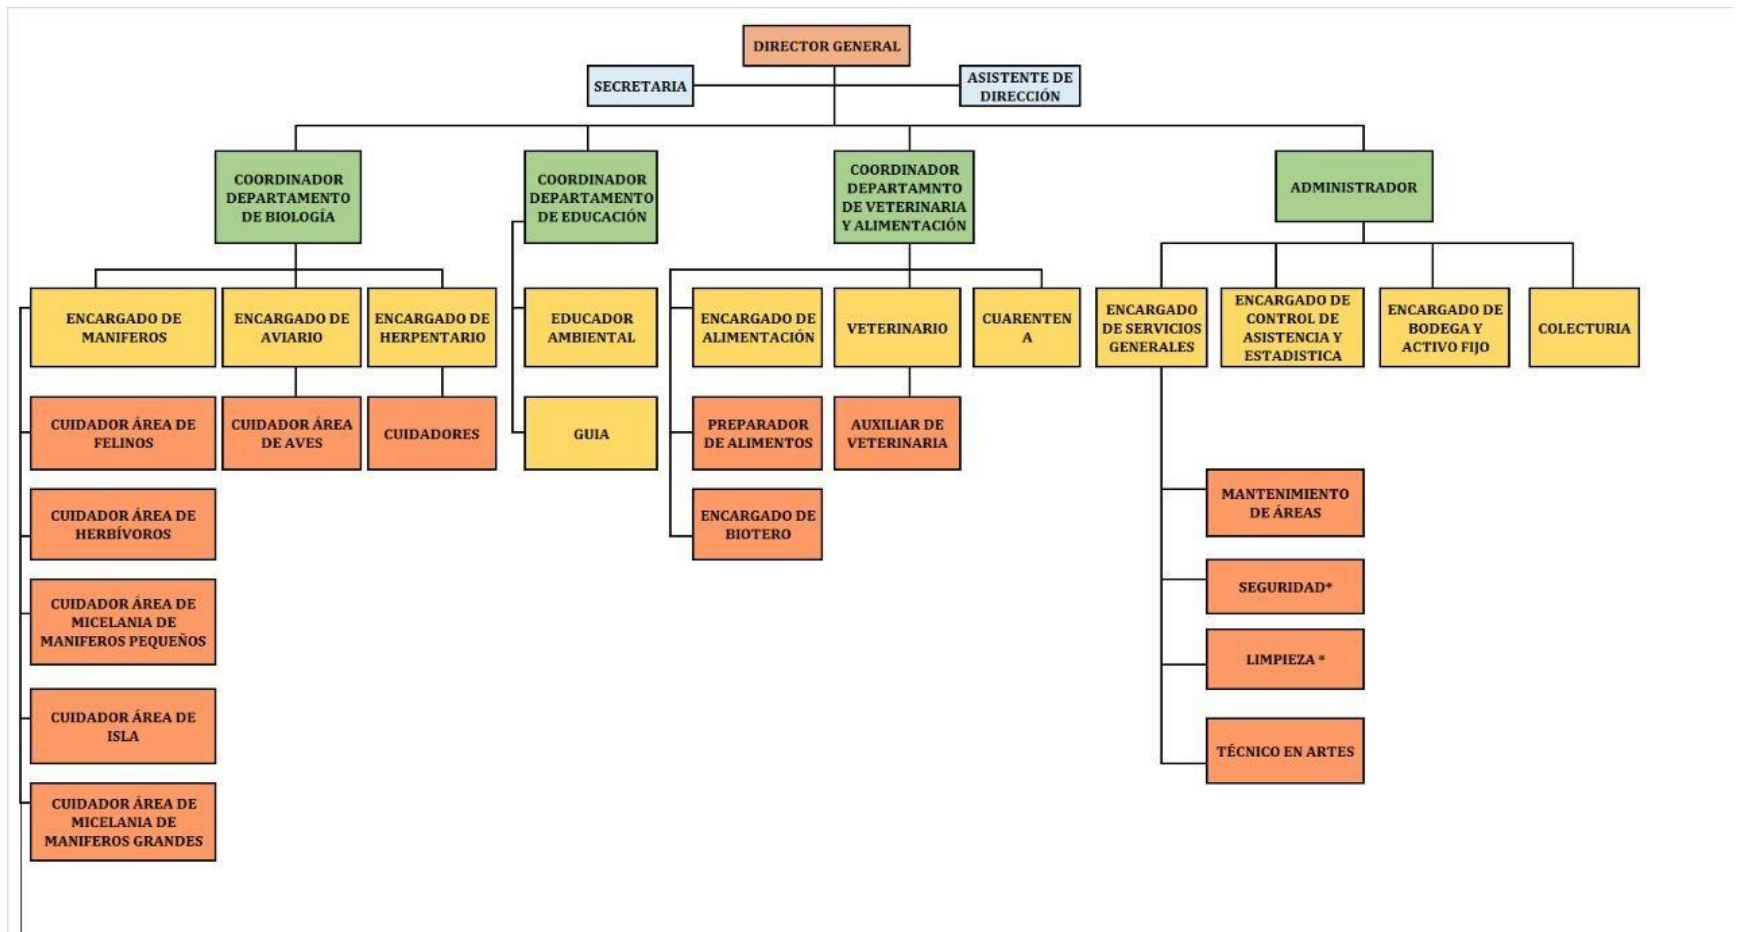 DIRECTOR GENERAL
SECRETARIA
ASISTENTE DE
DIRECCIÓN
COORDINADOR
DEPARTAMENTO
DE BIOLOGÍA
COORDINADOR
DEPARTAMENTO
DE EDUCACIÓN
COORDINADOR
DEPARTAMNTO
DE VETERINARIA
Y ALIMENTACIÓN
ADMINISTRADOR
ENCARGADO DE
MANIFEROS
ENCARGADO DE
AVIARIO
ENCARGADO DE
HERPENTARIO
EDUCADOR
AMBIENTAL
ENCARGADO DE
ALIMENTACIÓN
VETERINARIO
CUARENTEN
A
ENCARGADO
DE SERVICIOS
GENERALES
ENCARGADO DE
CONTROL DE
ASISTENCIA Y
ESTADISTICA
ENCARGADO DE
BODEGA Y
ACTIVO FIJO
COLECTURIA
CUIDADOR ÁREA DE
FELINOS
CUIDADOR ÁREA
DE AVES
CUIDADORES
GUIA
PREPARADOR
DE ALIMENTOS
AUXILIAR DE
VETERINARIA
CUIDADOR ÁREA DE
HERBÍVOROS
ENCARGADO DE
BIOTERO
MANTENIMIENTO
DE ÁREAS
CUIDADOR ÁREA DE
MICELANIA DE
MANIFEROS PEQUEÑOS
SEGURIDAD*
LIMPIEZA *
CUIDADOR ÁREA DE
ISLA
TÉCNICO EN ARTES
CUIDADOR ÁREA DE
MICELANIA DE
MANIFEROS GRANDES